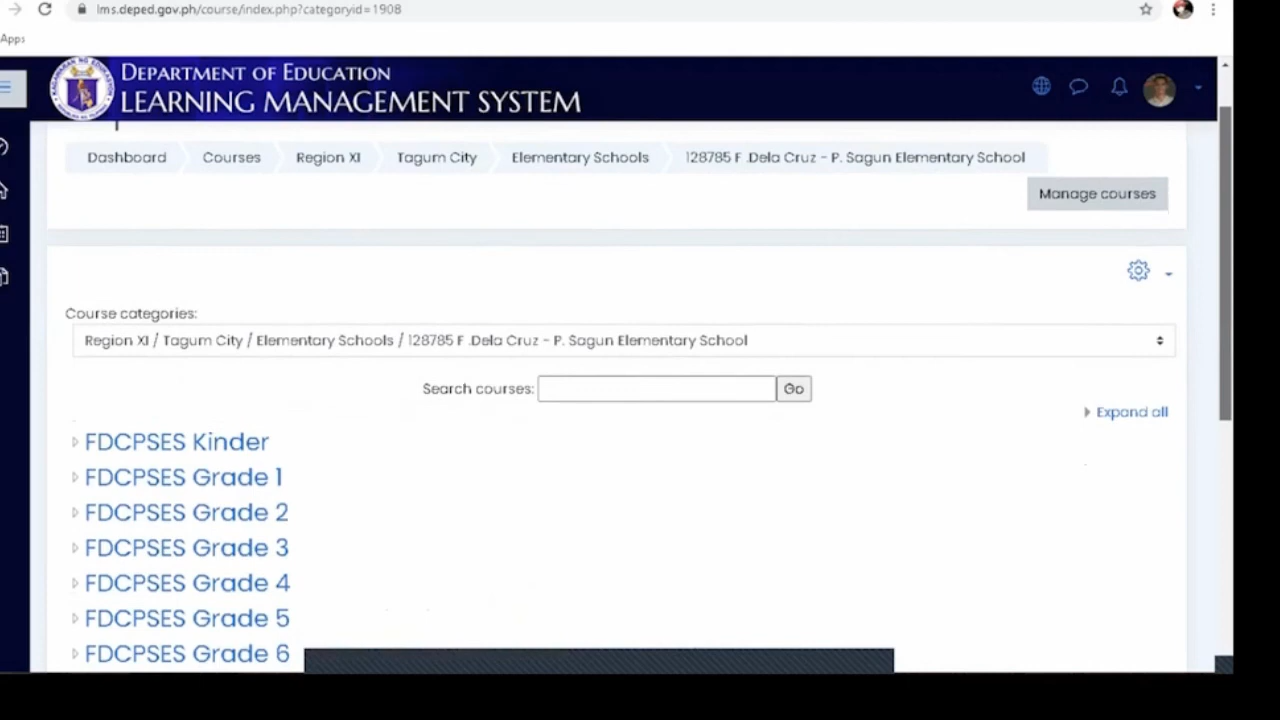 lms.deped.gov.ph/course/index.php?categoryid=1908
Apps
DEPARTMENT OF EDUCATION
LEARNING MANAGEMENT SYSTEM
Dashboard Courses Region XI Tagum City Elementary Schools 128785 F .Dela Cruz - P. Sagun Elementary School
Manage courses
Course categories:
Region XI / Tagum City / Elementary Schools / 128785 F .Dela Cruz - P. Sagun Elementary School
Search courses: Go
Expand all
FDCPSES Kinder
FDCPSES Grade 1
FDCPSES Grade 2
FDCPSES Grade 3
FDCPSES Grade 4
FDCPSES Grade 5
FDCPSES Grade 6